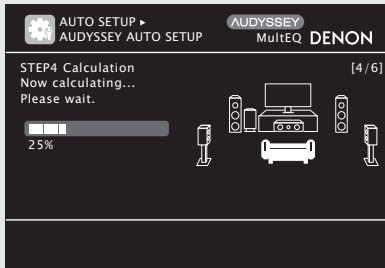 AUTO SETUP ▸
AUDYSSEY AUTO SETUP
AUDYSSEY
MultEQ DENON
STEP4 Calculation
[4/6]
Now calculating...
Please wait.
25%